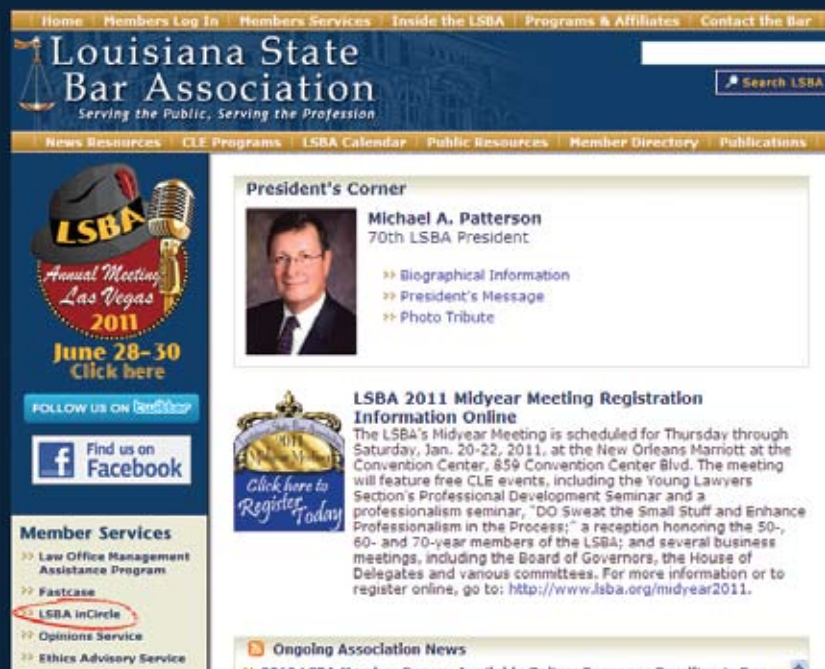 Home Members Log In Members Services Inside the LSBA Programs & Affiliates Contact the Bar
Louisiana State
Bar Association
Serving the Public, Serving the Profession
Search LSBA
News Resources CLE Programs LSBA Calendar Public Resources Member Directory Publications
LSBA
Annual Meeting
Las Vegas
2011
June 28-30
Click here
FOLLOW US ON twitter
Find us on
Facebook
Member Services
Law Office Management
Assistance Program
Fastcase
LSBA inCircle
Opinions Service
Ethics Advisory Service
President's Corner
Michael A. Patterson
70th LSBA President
Biographical Information
President's Message
Photo Tribute
2011
Midyear Meeting
Click here to
Register Today
LSBA 2011 Midyear Meeting Registration
Information Online
The LSBA's Midyear Meeting is scheduled for Thursday through
Saturday, Jan. 20-22, 2011, at the New Orleans Marriott at the
Convention Center, 859 Convention Center Blvd. The meeting
will feature free CLE events, including the Young Lawyers
Section's Professional Development Seminar and a
professionalism seminar, "DO Sweat the Small Stuff and Enhance
Professionalism in the Process;" a reception honoring the 50-,
60- and 70-year members of the LSBA; and several business
meetings, including the Board of Governors, the House of
Delegates and various committees. For more information or to
register online, go to: http://www.lsba.org/midyear2011.
Ongoing Association News